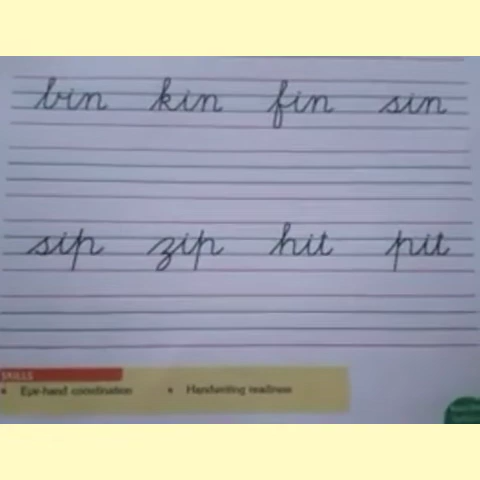 bin kin fin sin
sip zip hit pit
SKILLS
• Eye-hand coordination • Handwriting readiness